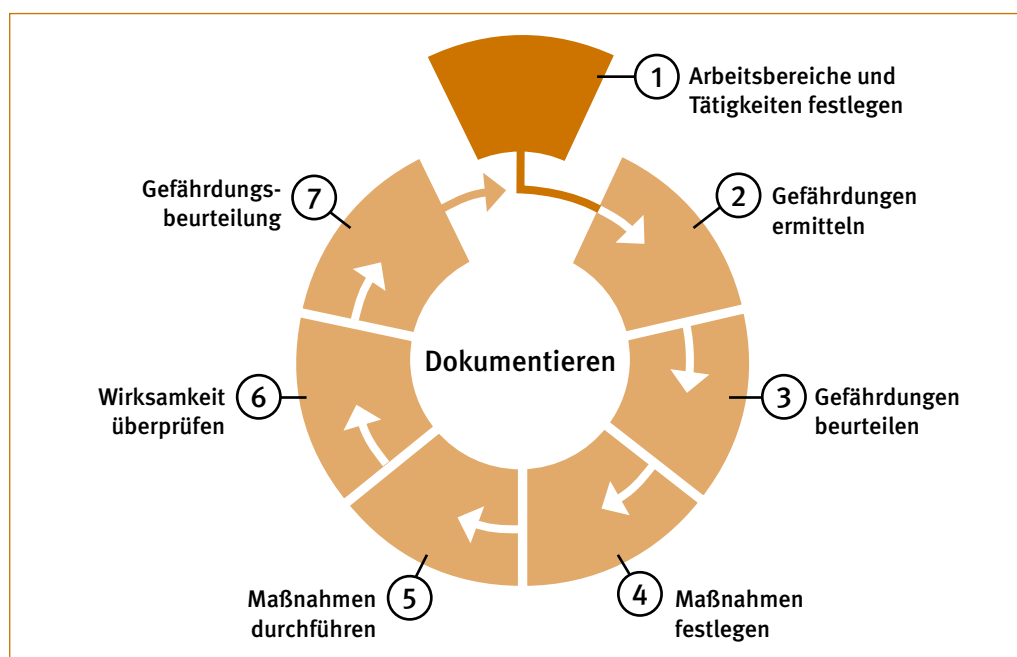 1 Arbeitsbereiche und
Tätigkeiten festlegen
2 Gefährdungen
ermitteln
3 Gefährdungen
beurteilen
4 Maßnahmen
festlegen
5 Maßnahmen
durchführen
6 Wirksamkeit
überprüfen
7 Gefährdungs-
beurteilung
Dokumentieren